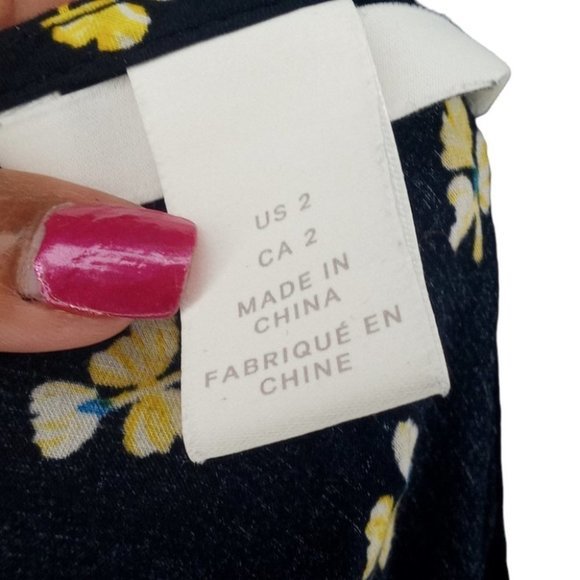 US 2
CA 2
MADE IN
CHINA
FABRIQUÉ EN
CHINE